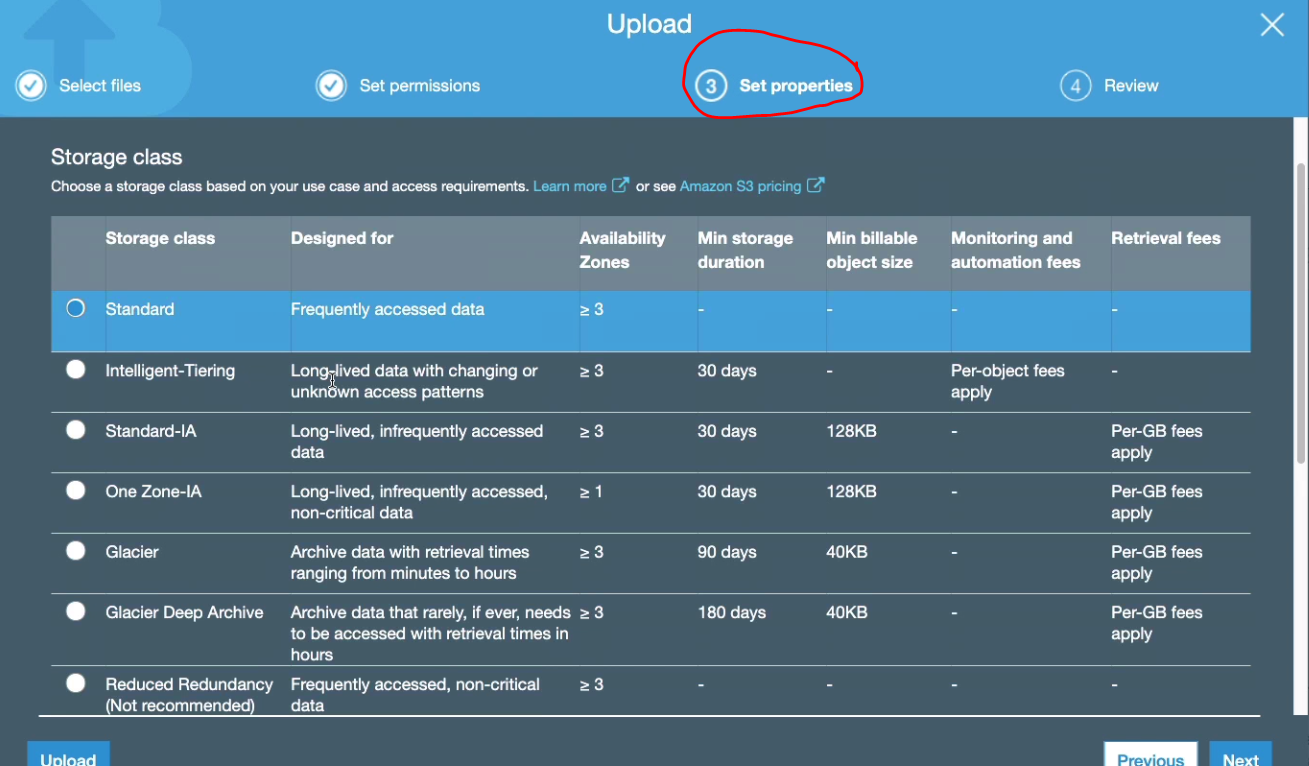 Upload
Select files
Set permissions
3 Set properties
4 Review
Storage class
Choose a storage class based on your use case and access requirements. Learn more or see Amazon S3 pricing
Storage class Designed for Availability Zones Min storage duration Min billable object size Monitoring and automation fees Retrieval fees
Standard Frequently accessed data ≥ 3 - - - -
Intelligent-Tiering Long-lived data with changing or unknown access patterns ≥ 3 30 days - Per-object fees apply -
Standard-IA Long-lived, infrequently accessed data ≥ 3 30 days 128KB - Per-GB fees apply
One Zone-IA Long-lived, infrequently accessed, non-critical data ≥ 1 30 days 128KB - Per-GB fees apply
Glacier Archive data with retrieval times ranging from minutes to hours ≥ 3 90 days 40KB - Per-GB fees apply
Glacier Deep Archive Archive data that rarely, if ever, needs to be accessed with retrieval times in hours ≥ 3 180 days 40KB - Per-GB fees apply
Reduced Redundancy (Not recommended) Frequently accessed, non-critical data ≥ 3 - - - -
Upload
Previous
Next